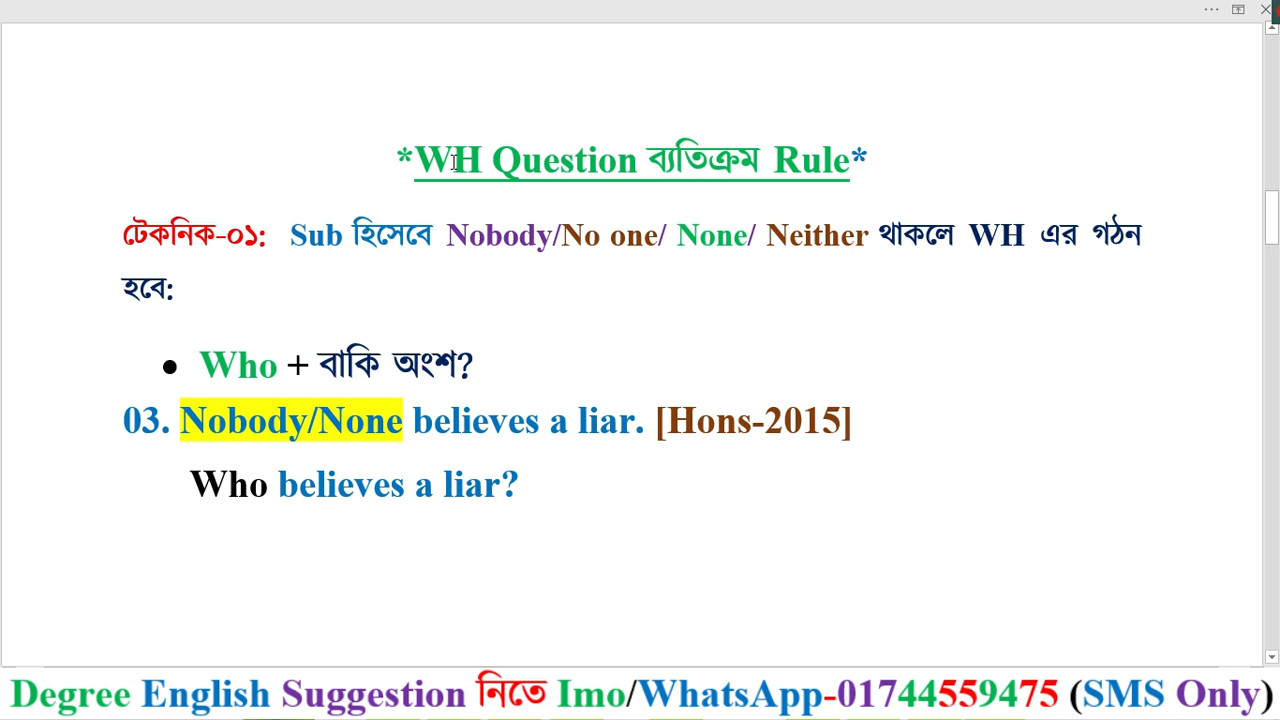 *WH Question ব্যতিক্রম Rule*
টেকনিক-০১: Sub হিসেবে Nobody/No one/ None/ Neither থাকলে WH এর গঠন
হবে:
• Who + বাকি অংশ?
03. Nobody/None believes a liar. [Hons-2015]
Who believes a liar?
Degree English Suggestion নিতে Imo/WhatsApp-01744559475 (SMS Only)